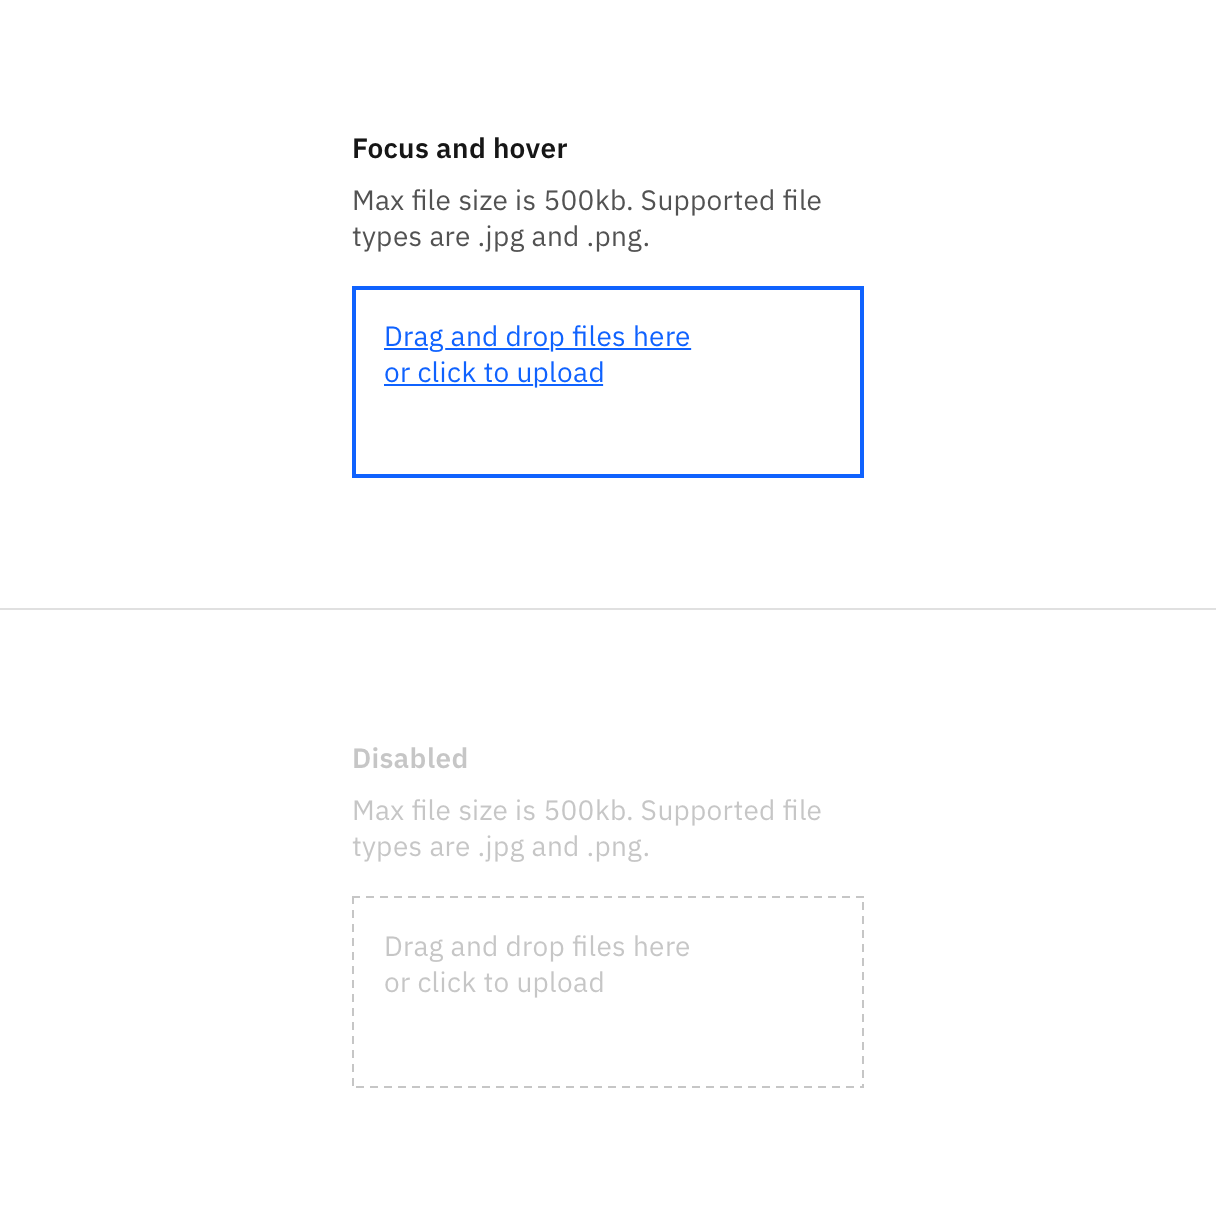 Focus and hover
Max file size is 500kb. Supported file
types are .jpg and .png.
Drag and drop files here
or click to upload
Disabled
Max file size is 500kb. Supported file
types are .jpg and .png.
Drag and drop files here
or click to upload